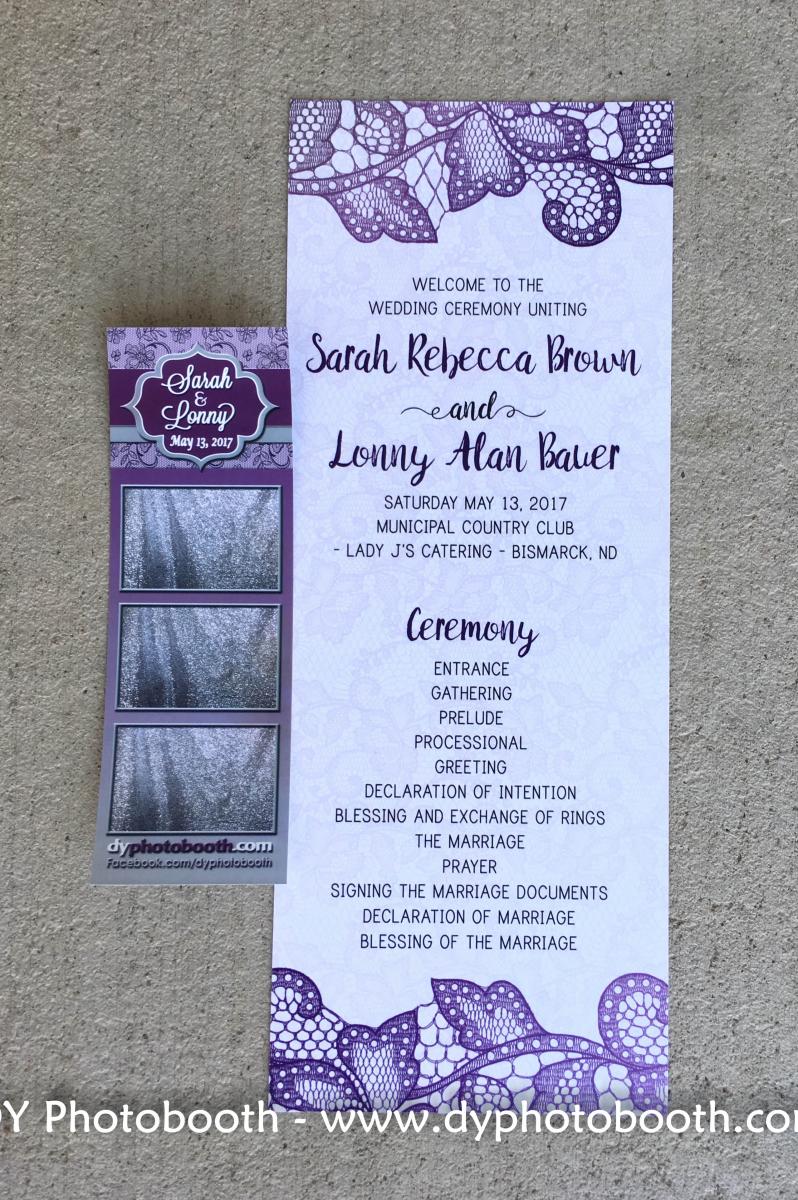 WELCOME TO THE
WEDDING CEREMONY UNITING
Sarah Rebecca Brown
and
Lonny Alan Bauer
SATURDAY MAY 13, 2017
MUNICIPAL COUNTRY CLUB
- LADY J'S CATERING - BISMARCK, ND
Ceremony
ENTRANCE
GATHERING
PRELUDE
PROCESSIONAL
GREETING
DECLARATION OF INTENTION
BLESSING AND EXCHANGE OF RINGS
THE MARRIAGE
PRAYER
SIGNING THE MARRIAGE DOCUMENTS
DECLARATION OF MARRIAGE
BLESSING OF THE MARRIAGE
Sarah
&
Lonny
May 13, 2017
dyphotobooth.com
Facebook.com/dyphotobooth
Y Photobooth - www.dyphotobooth.co